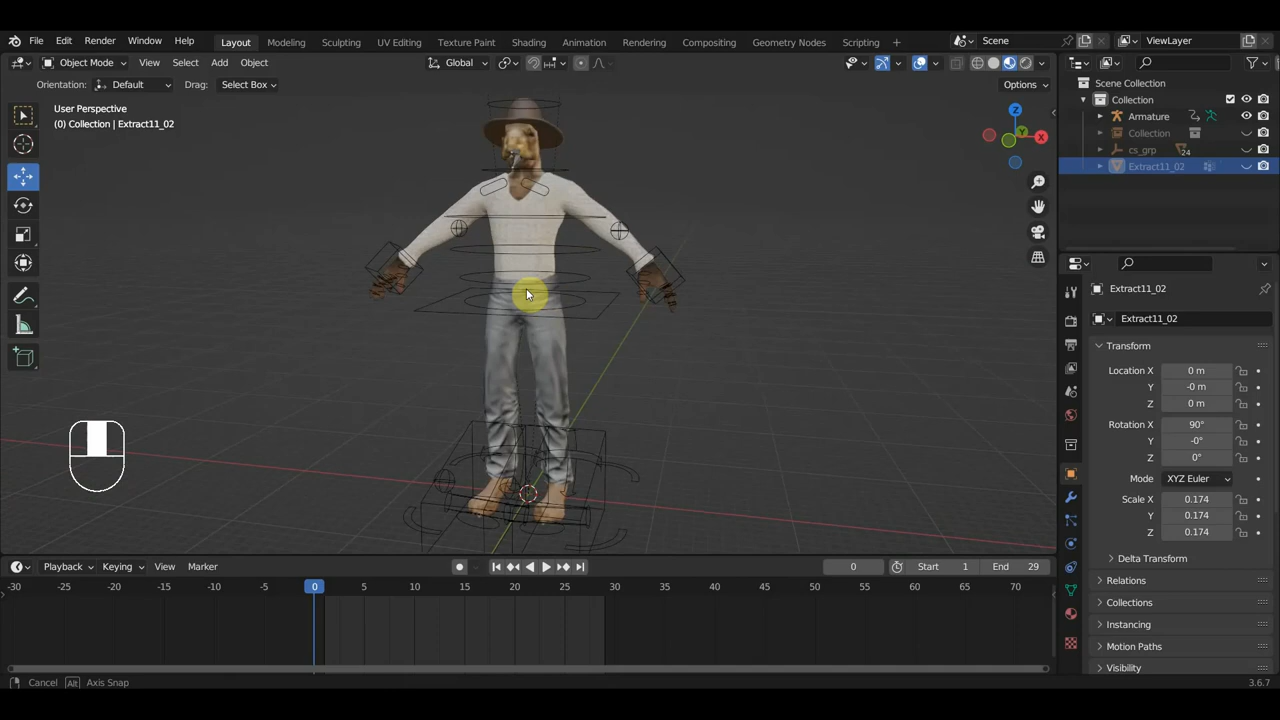 File Edit Render Window Help Layout Modeling Sculpting UV Editing Texture Paint Shading Animation Rendering Compositing Geometry Nodes Scripting + Scene ViewLayer
Object Mode View Select Add Object Global
Orientation: Default Drag: Select Box Options
User Perspective
(0) Collection | Extract11_02
Z
Y
X
Scene Collection
Collection
Armature
Collection
cs_grp 24
Extract11_02
Extract11_02
Extract11_02
Transform
Location X 0 m
Y -0 m
Z 0 m
Rotation X 90°
Y -0°
Z 0°
Mode XYZ Euler
Scale X 0.174
Y 0.174
Z 0.174
Delta Transform
Relations
Collections
Instancing
Motion Paths
Visibility
Playback Keying View Marker 0 Start 1 End 29
-30 -25 -20 -15 -10 -5 0 5 10 15 20 25 30 35 40 45 50 55 60 65 70
Cancel Alt Axis Snap 3.6.7